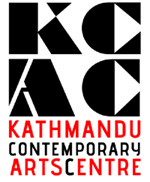 KC
AC
KATHMANDU
CONTEMPORARY
ARTSCENTRE